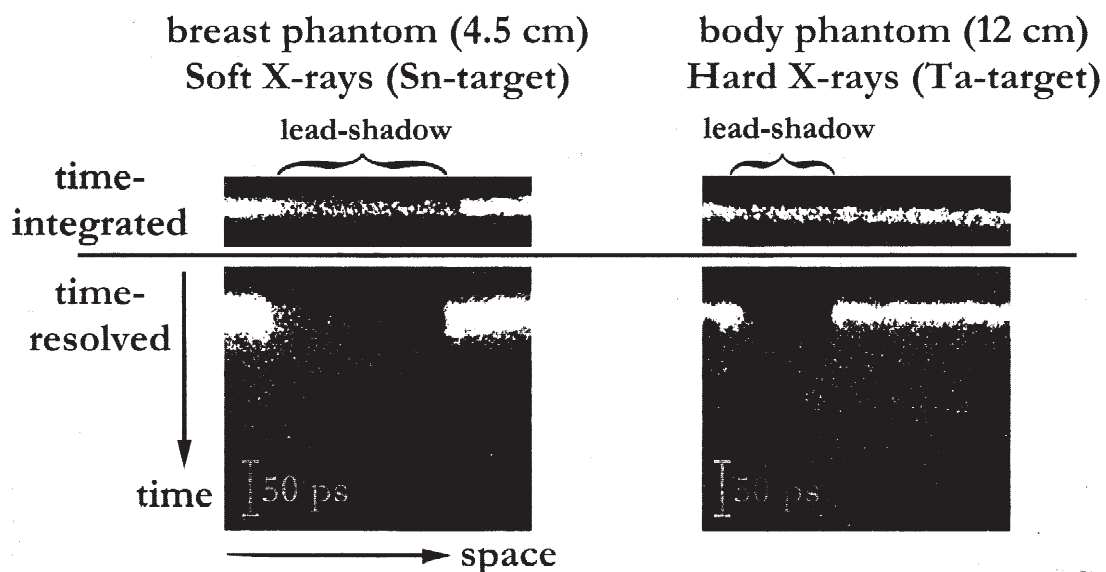 breast phantom (4.5 cm)
Soft X-rays (Sn-target)
body phantom (12 cm)
Hard X-rays (Ta-target)
lead-shadow
lead-shadow
time-
integrated
time-
resolved
50 ps
50 ps
time
space